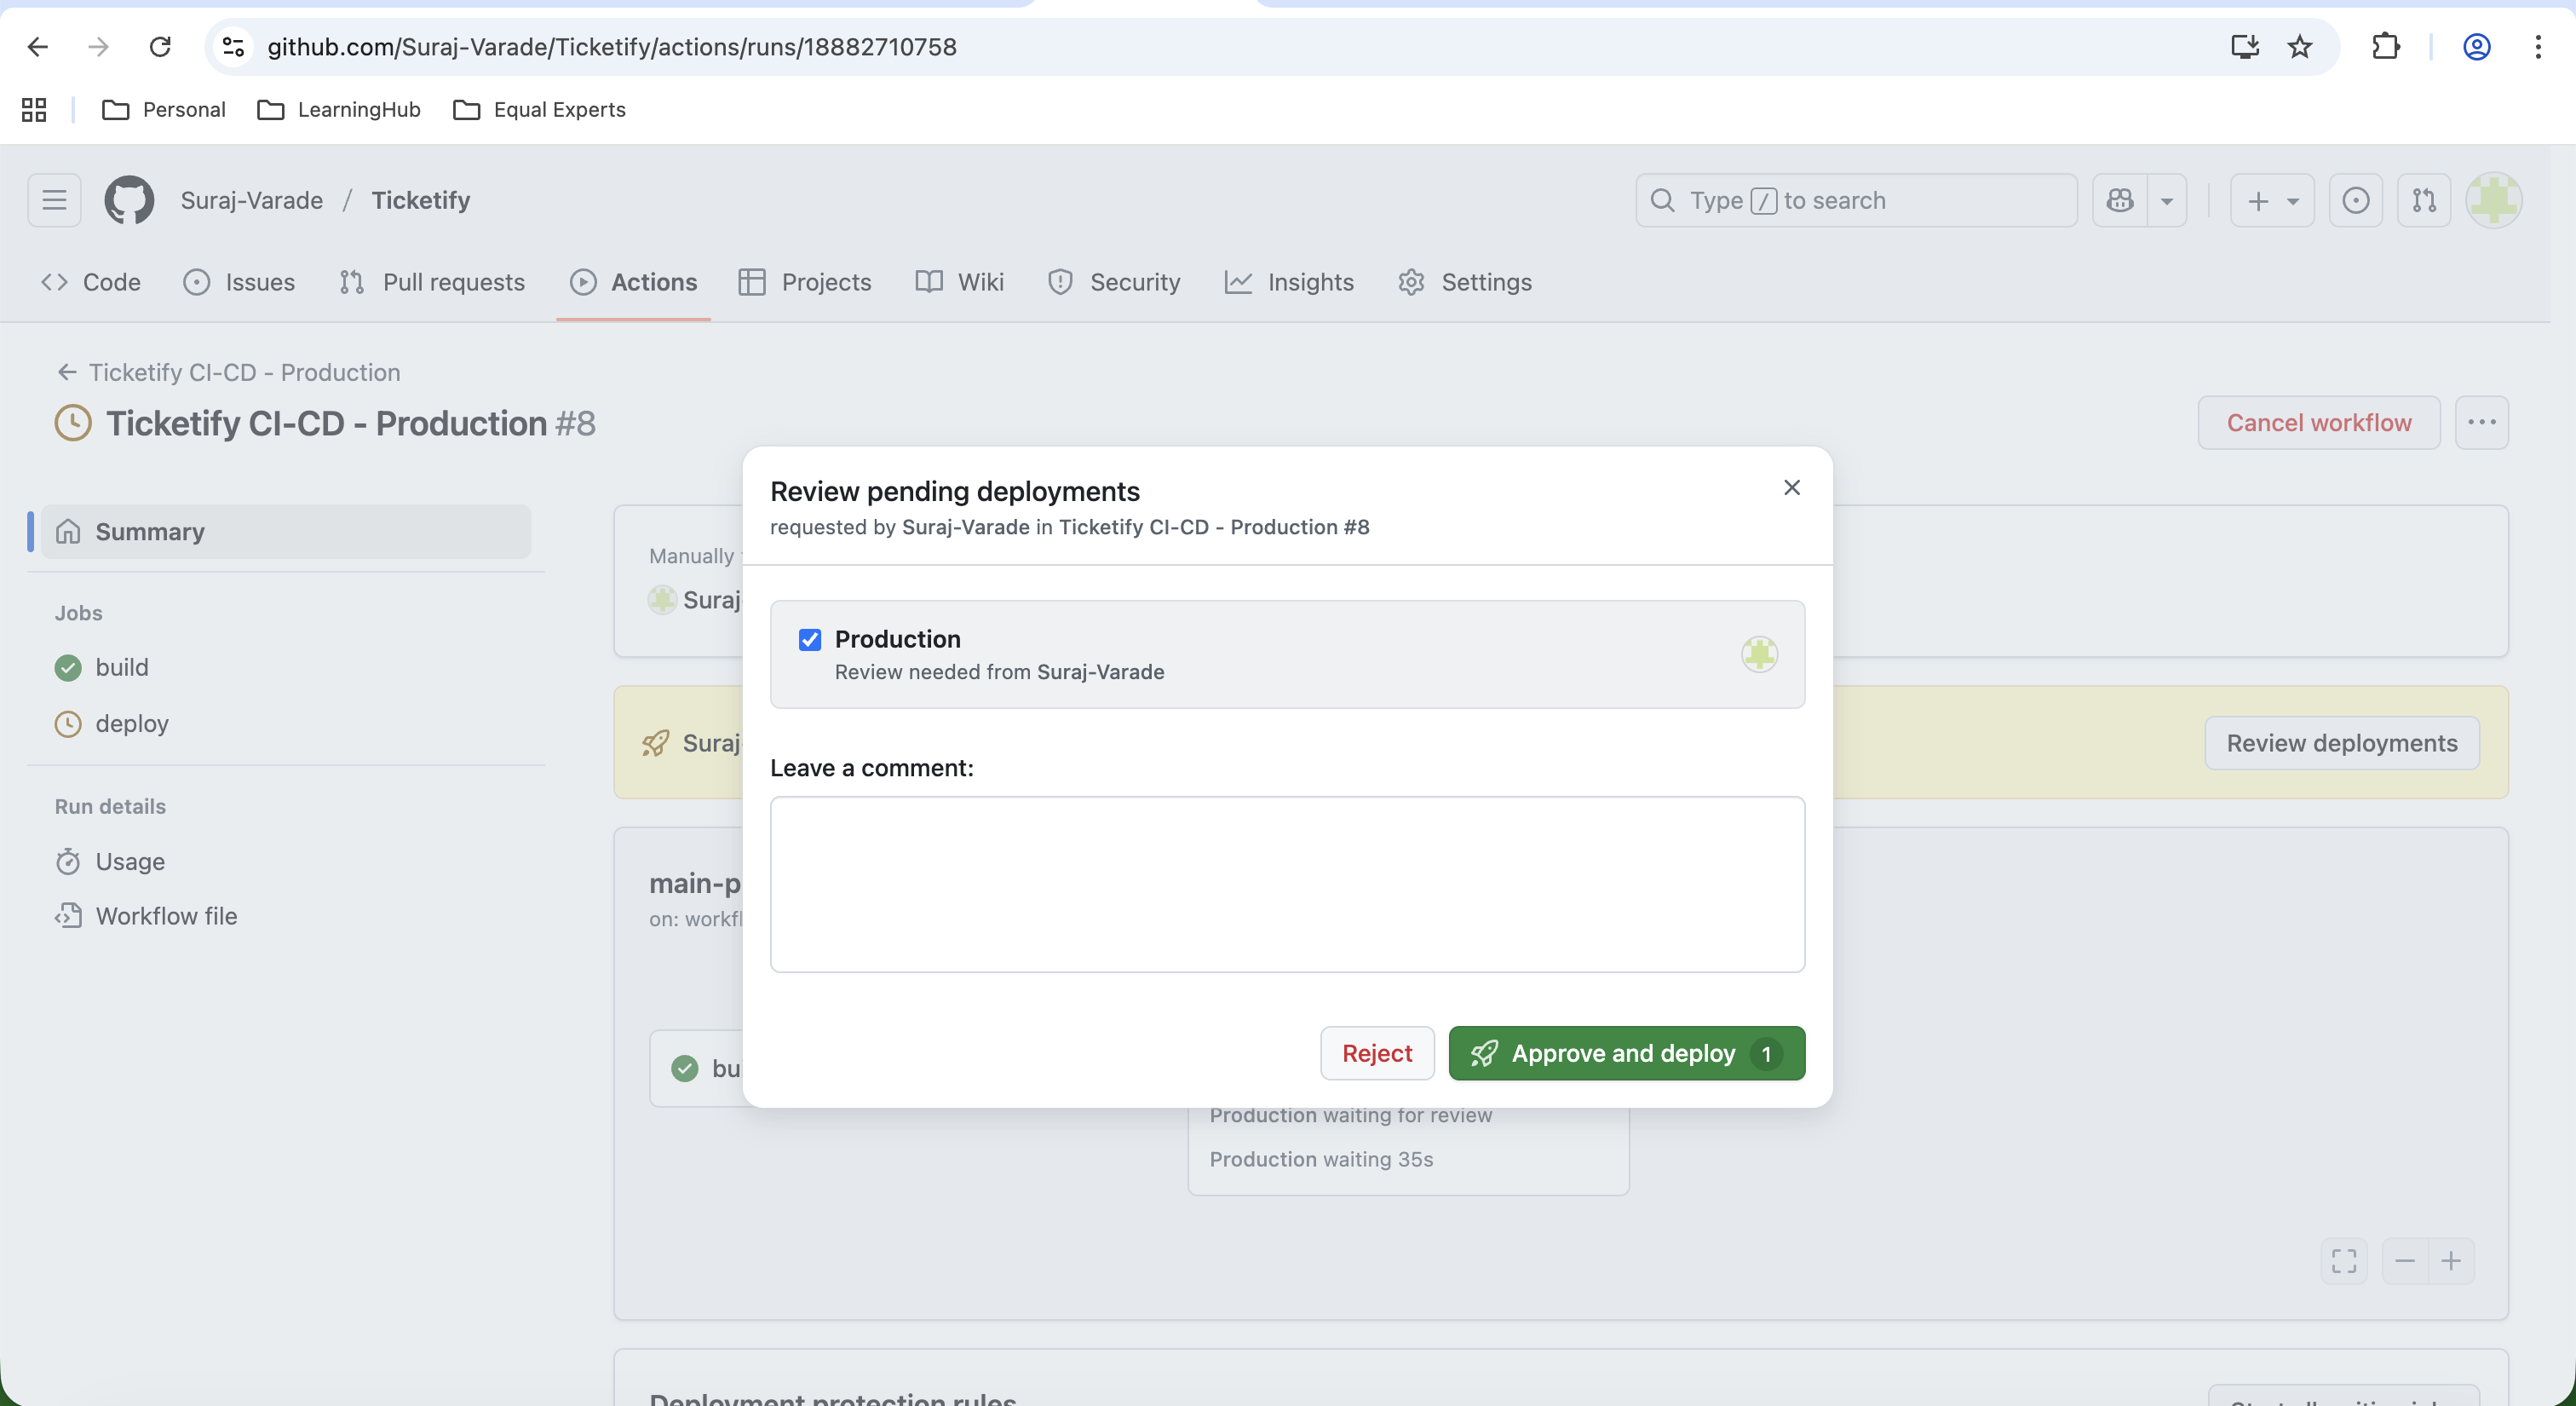 github.com/Suraj-Varade/Ticketify/actions/runs/18882710758
Personal
LearningHub
Equal Experts
Suraj-Varade / Ticketify
Type / to search
Code
Issues
Pull requests
Actions
Projects
Wiki
Security
Insights
Settings
Ticketify CI-CD - Production
Ticketify CI-CD - Production #8
Cancel workflow
Summary
Jobs
build
deploy
Run details
Usage
Workflow file
Manually
Suraj-
Suraj-
Review deployments
main-p
on: workfl
bu
Review pending deployments
requested by Suraj-Varade in Ticketify CI-CD - Production #8
Production
Review needed from Suraj-Varade
Leave a comment:
Reject
Approve and deploy 1
Production waiting for review
Production waiting 35s
Deployment protection rules